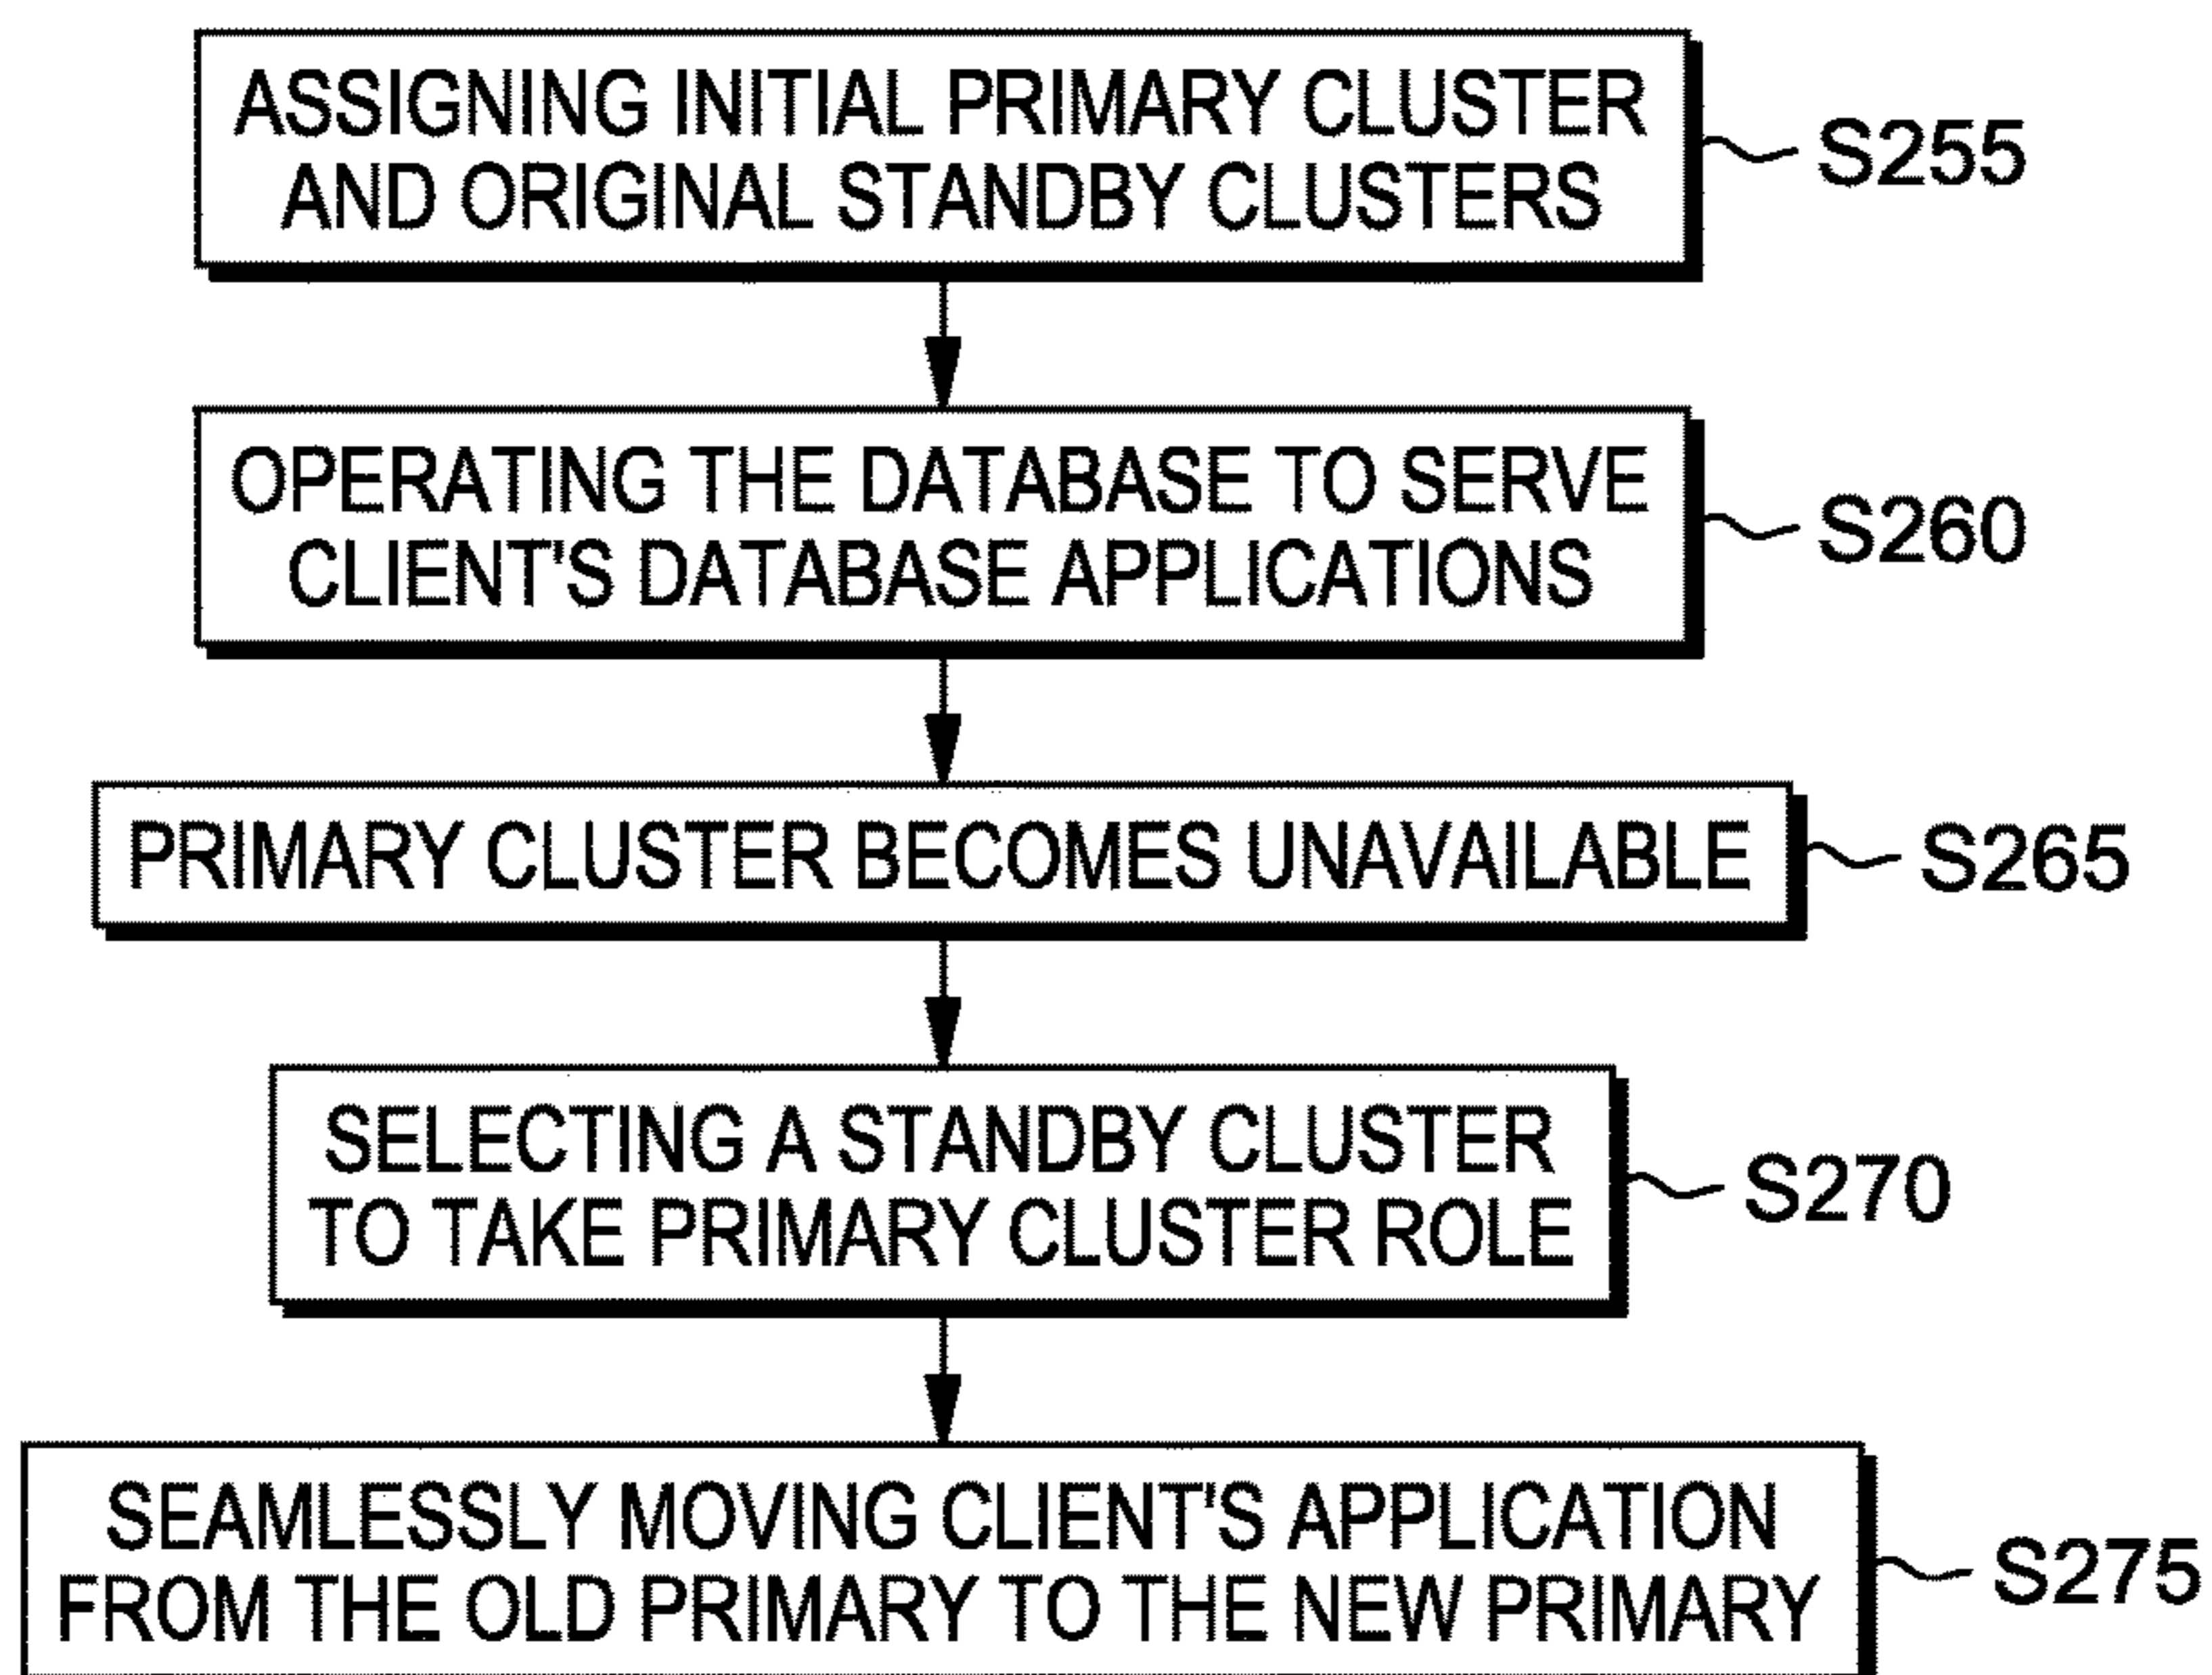 ASSIGNING INITIAL PRIMARY CLUSTER
AND ORIGINAL STANDBY CLUSTERS
S255
OPERATING THE DATABASE TO SERVE
CLIENT'S DATABASE APPLICATIONS
S260
PRIMARY CLUSTER BECOMES UNAVAILABLE
S265
SELECTING A STANDBY CLUSTER
TO TAKE PRIMARY CLUSTER ROLE
S270
SEAMLESSLY MOVING CLIENT'S APPLICATION
FROM THE OLD PRIMARY TO THE NEW PRIMARY
S275